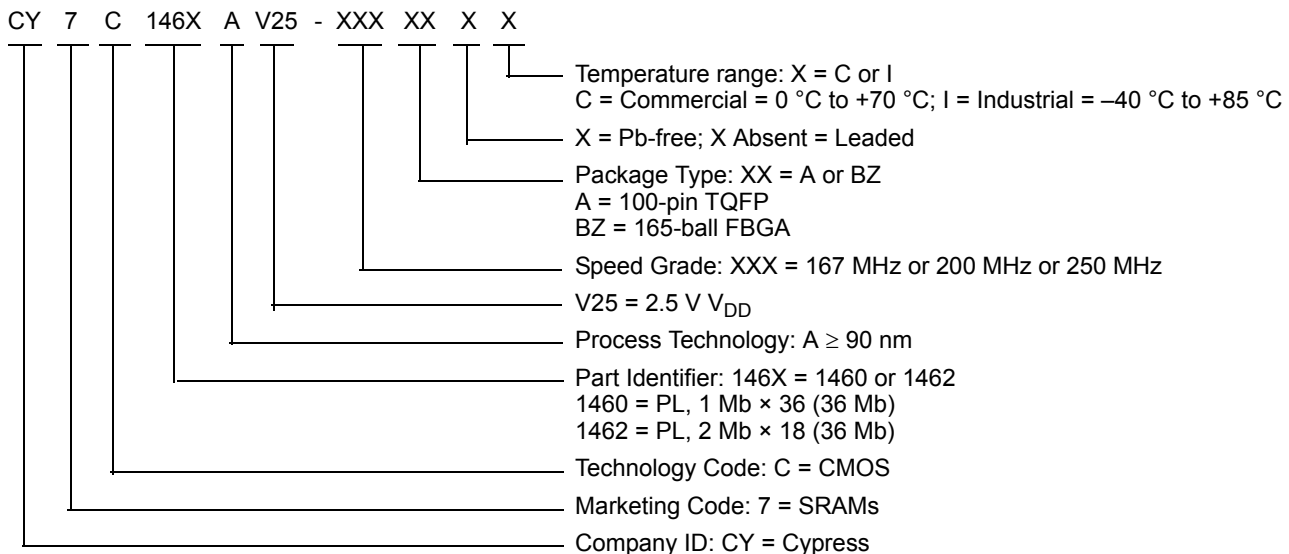 CY 7 C 146X A V25 - XXX XX X X
Temperature range: X = C or I
C = Commercial = 0 °C to +70 °C; I = Industrial = –40 °C to +85 °C
X = Pb-free; X Absent = Leaded
Package Type: XX = A or BZ
A = 100-pin TQFP
BZ = 165-ball FBGA
Speed Grade: XXX = 167 MHz or 200 MHz or 250 MHz
V25 = 2.5 V VDD
Process Technology: A ≥ 90 nm
Part Identifier: 146X = 1460 or 1462
1460 = PL, 1 Mb × 36 (36 Mb)
1462 = PL, 2 Mb × 18 (36 Mb)
Technology Code: C = CMOS
Marketing Code: 7 = SRAMs
Company ID: CY = Cypress